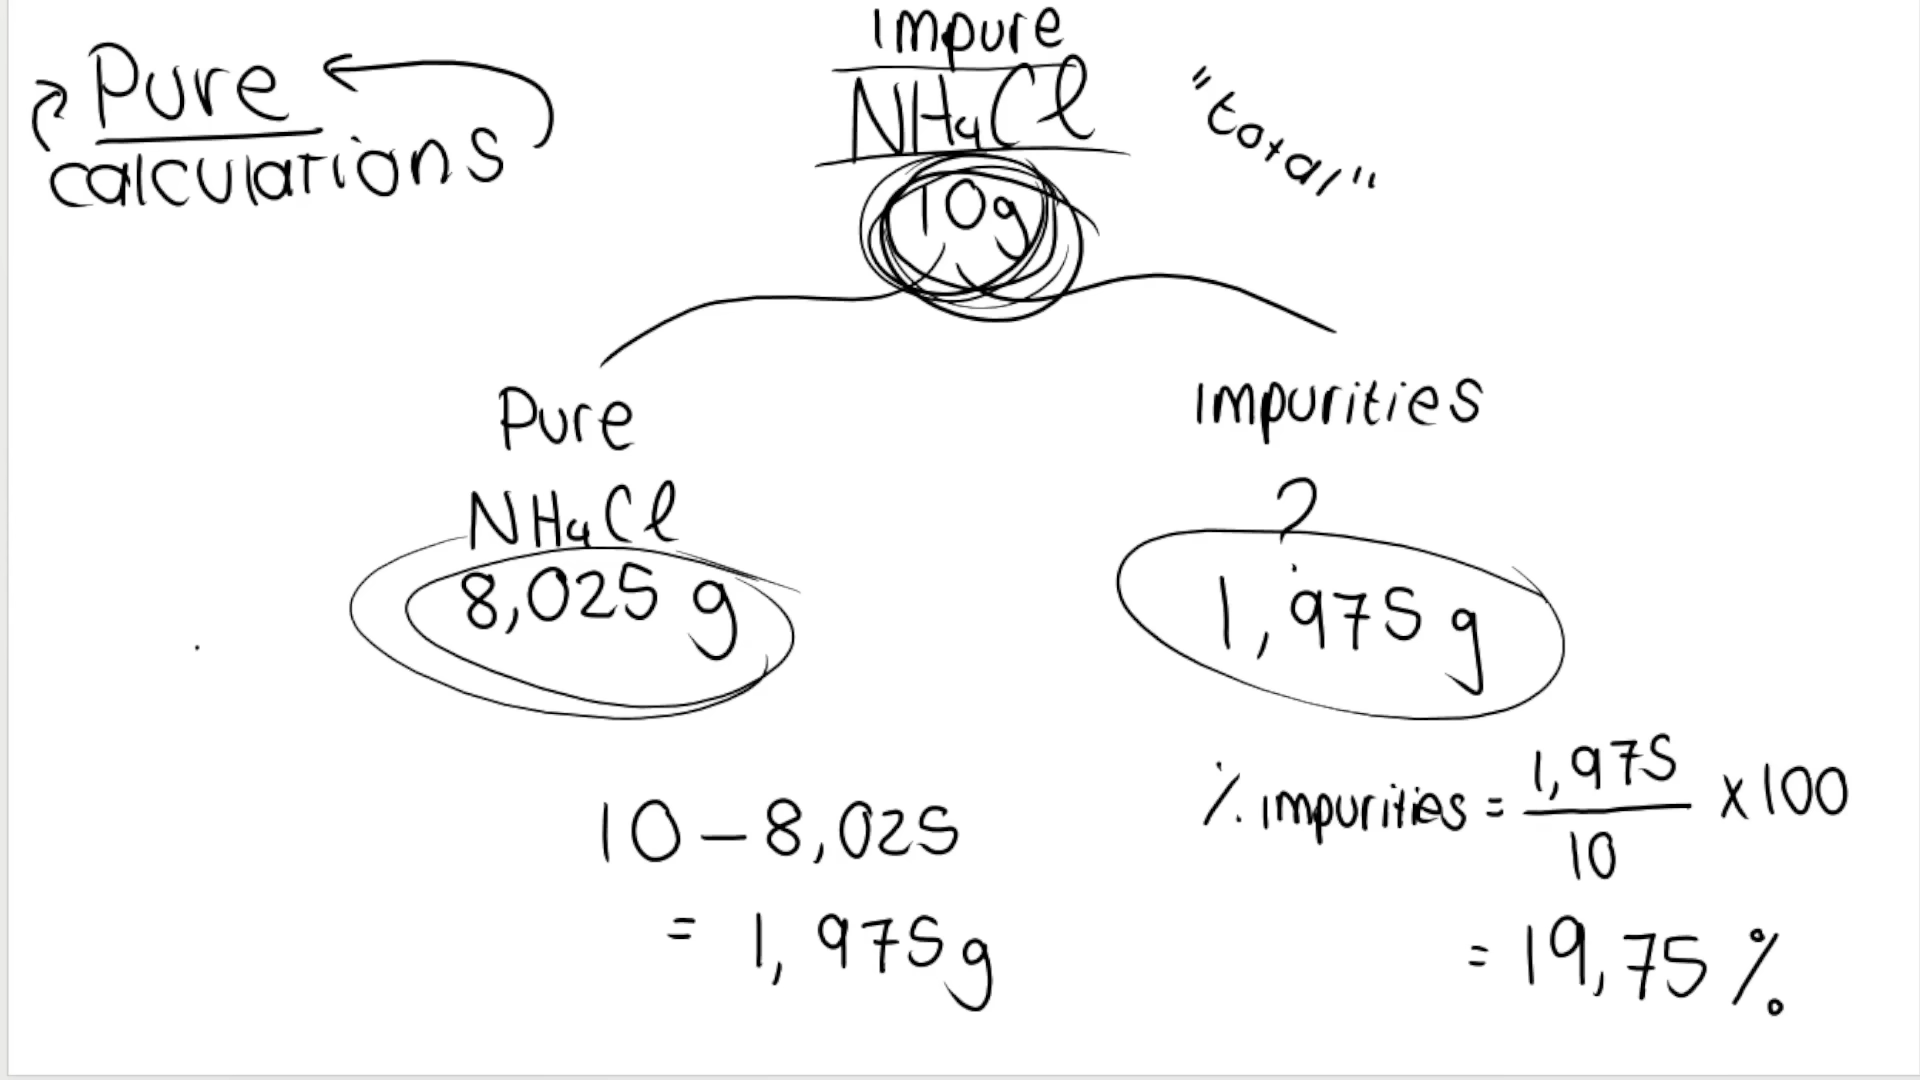 Pure
calculations
Impure
NH4Cl
"total"
10g
Pure
NH4Cl
8,025 g
Impurities
?
1,975 g
10 - 8,025
= 1,975g
% impurities = 1,975 / 10 x 100
= 19,75 %